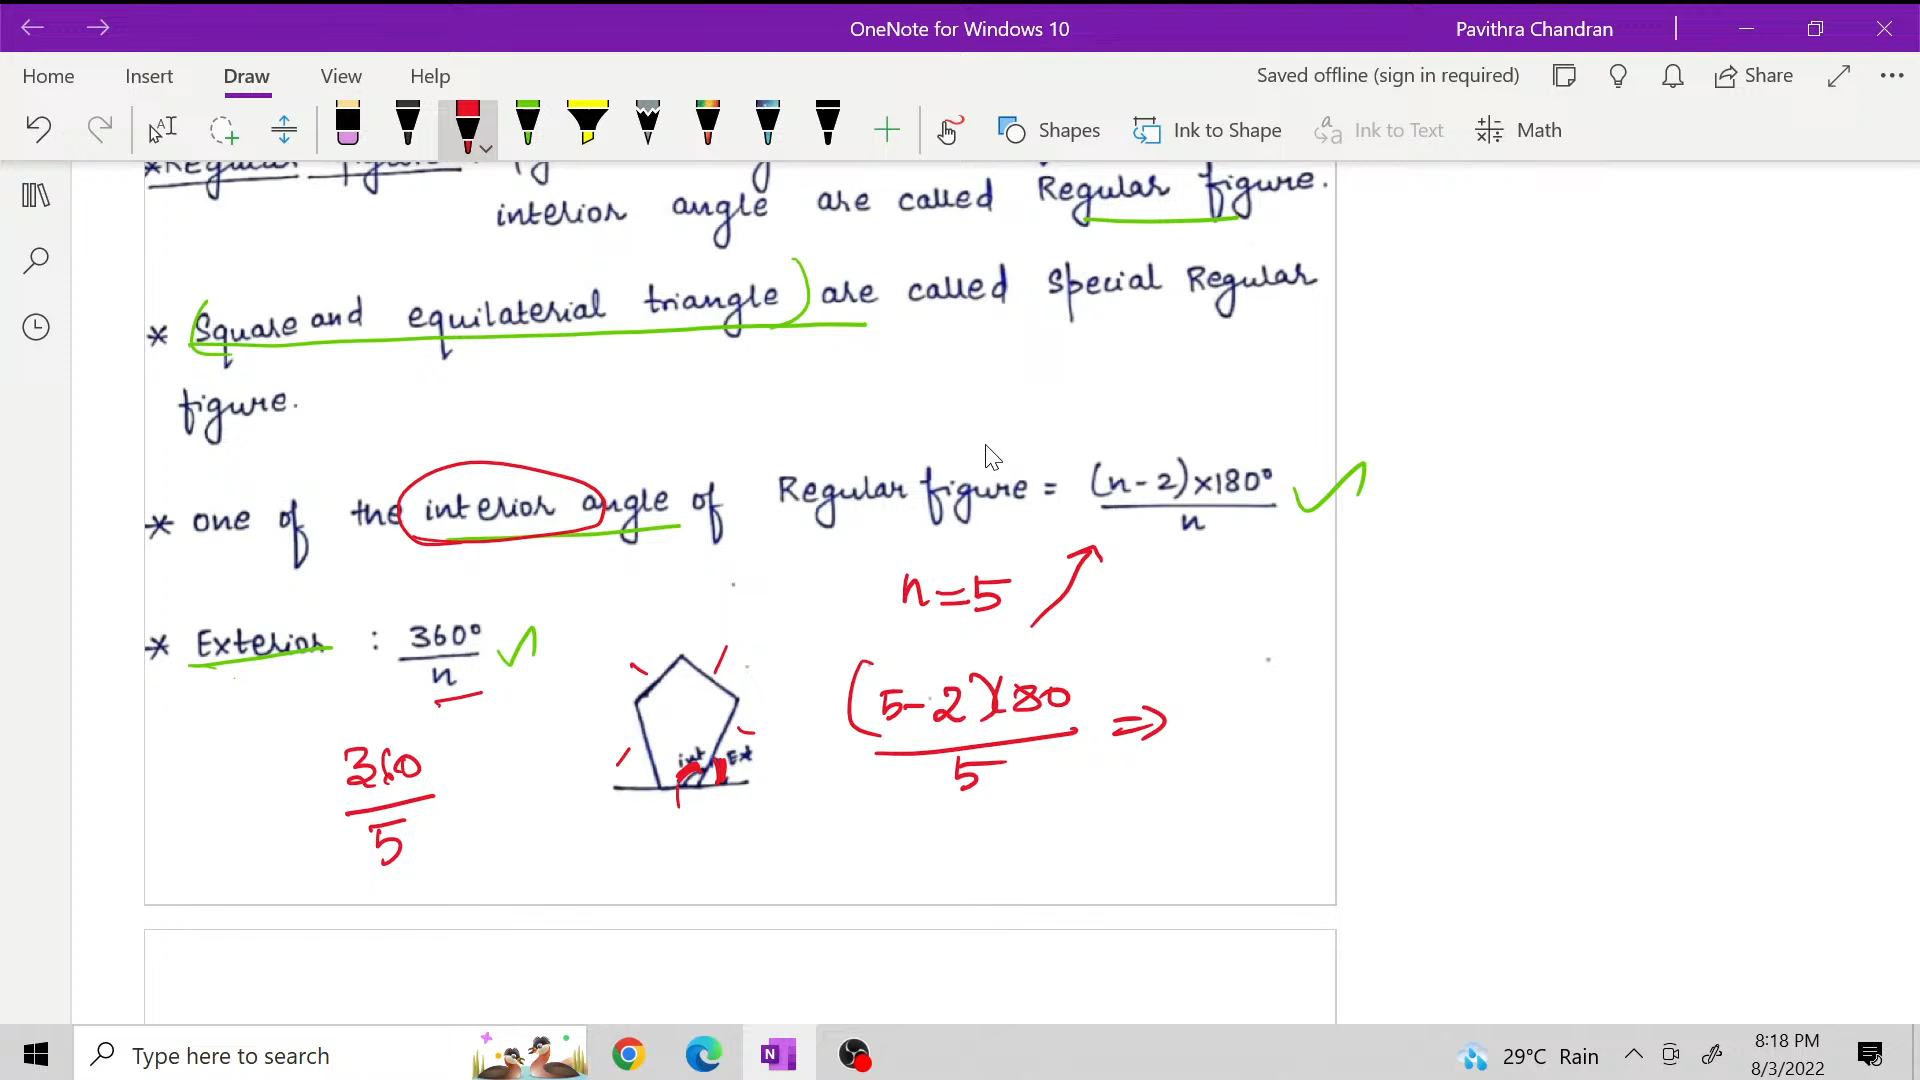 OneNote for Windows 10
Pavithra Chandran
Home Insert Draw View Help
Saved offline (sign in required) Share
Shapes Ink to Shape Ink to Text Math
*Regular figure
interior angle are called Regular figure.
* Square and equilaterial triangle are called special Regular
figure.
* one of the interior angle of Regular figure = (n-2)×180°
n
n=5
* Exterior : 360°
n
(5-2)180 ⇒
5
int Ext
360
5
Type here to search
29°C Rain
8:18 PM
8/3/2022